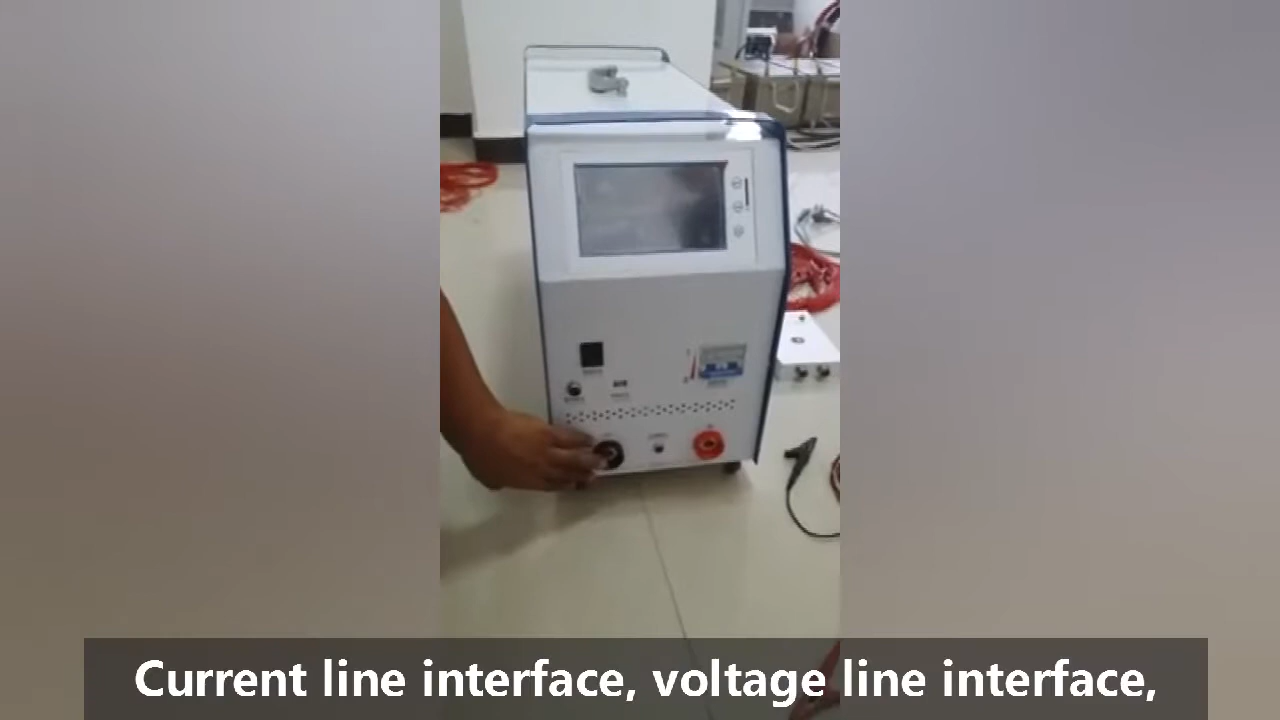 Current line interface, voltage line interface,